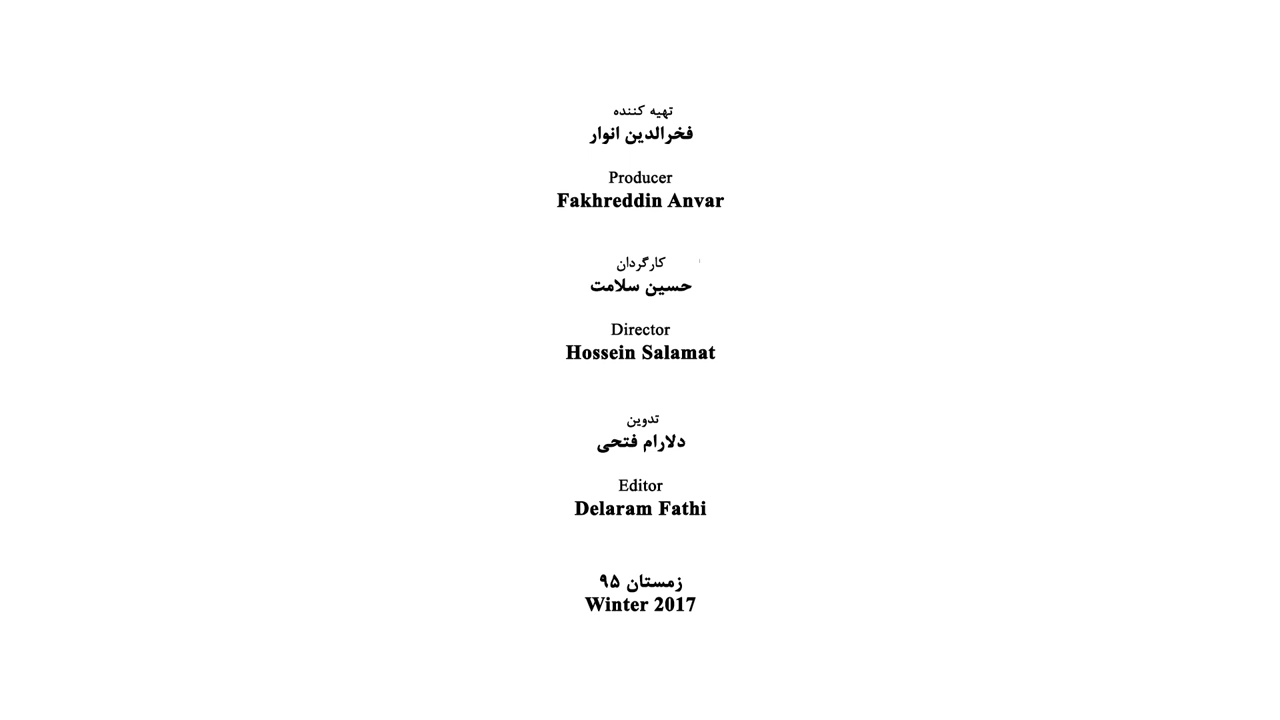 تهیه کننده
فخرالدین انوار
Producer
Fakhreddin Anvar
کارگردان
حسین سلامت
Director
Hossein Salamat
تدوین
دلارام فتحی
Editor
Delaram Fathi
زمستان ۹۵
Winter 2017